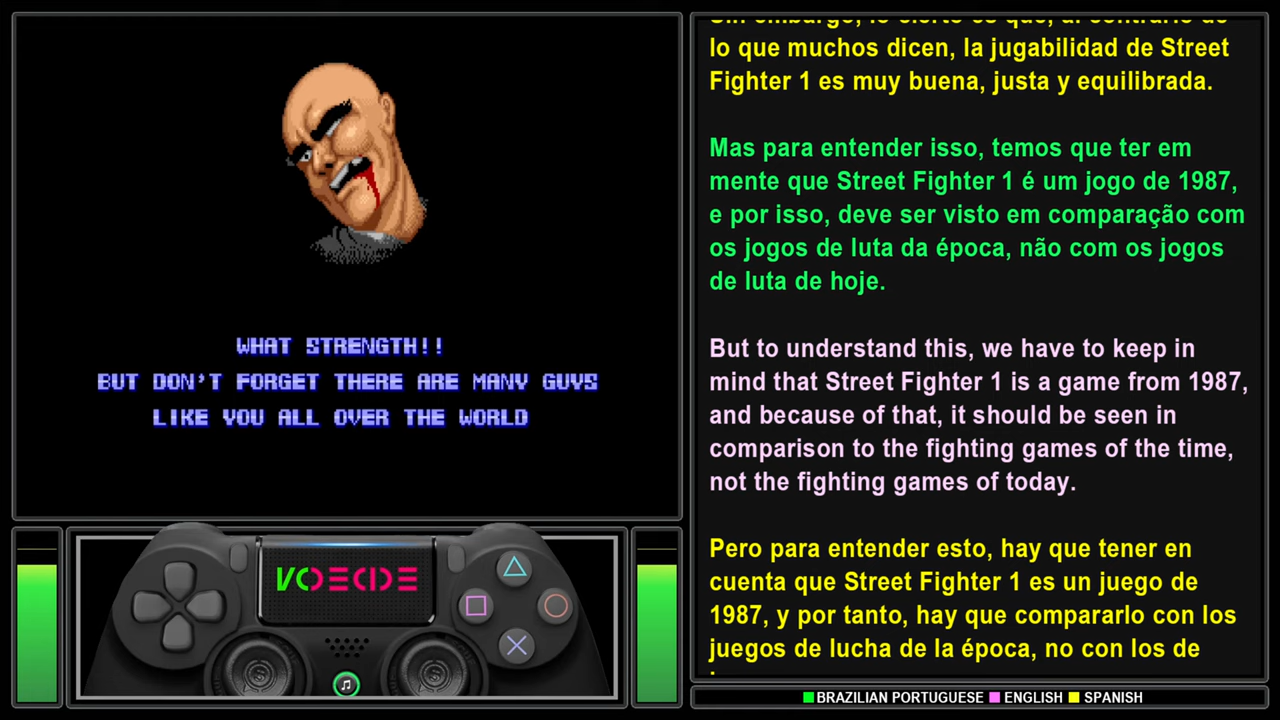 WHAT STRENGTH!!
BUT DON'T FORGET THERE ARE MANY GUYS
LIKE YOU ALL OVER THE WORLD
lo que muchos dicen, la jugabilidad de Street
Fighter 1 es muy buena, justa y equilibrada.
Mas para entender isso, temos que ter em
mente que Street Fighter 1 é um jogo de 1987,
e por isso, deve ser visto em comparação com
os jogos de luta da época, não com os jogos
de luta de hoje.
But to understand this, we have to keep in
mind that Street Fighter 1 is a game from 1987,
and because of that, it should be seen in
comparison to the fighting games of the time,
not the fighting games of today.
Pero para entender esto, hay que tener en
cuenta que Street Fighter 1 es un juego de
1987, y por tanto, hay que compararlo con los
juegos de lucha de la época, no con los de
BRAZILIAN PORTUGUESE ENGLISH SPANISH